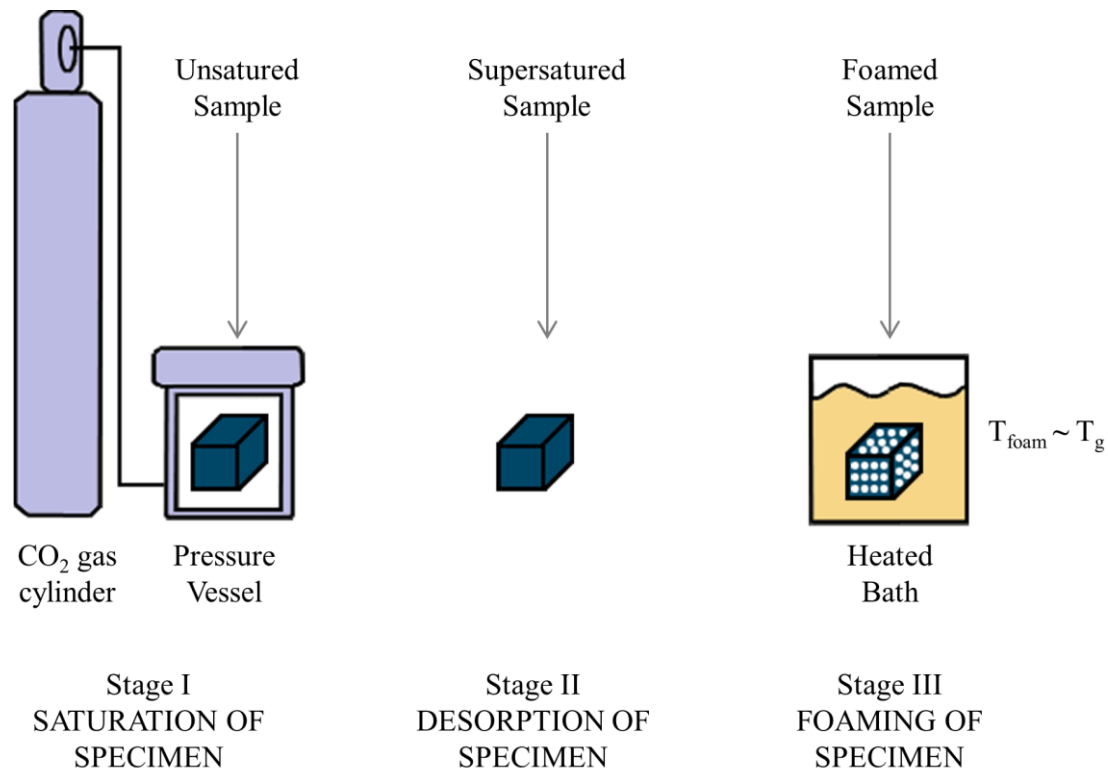 Unsatured
Sample
Supersatured
Sample
Foamed
Sample
T_foam ~ T_g
CO₂ gas
cylinder
Pressure
Vessel
Heated
Bath
Stage I
SATURATION OF
SPECIMEN
Stage II
DESORPTION OF
SPECIMEN
Stage III
FOAMING OF
SPECIMEN